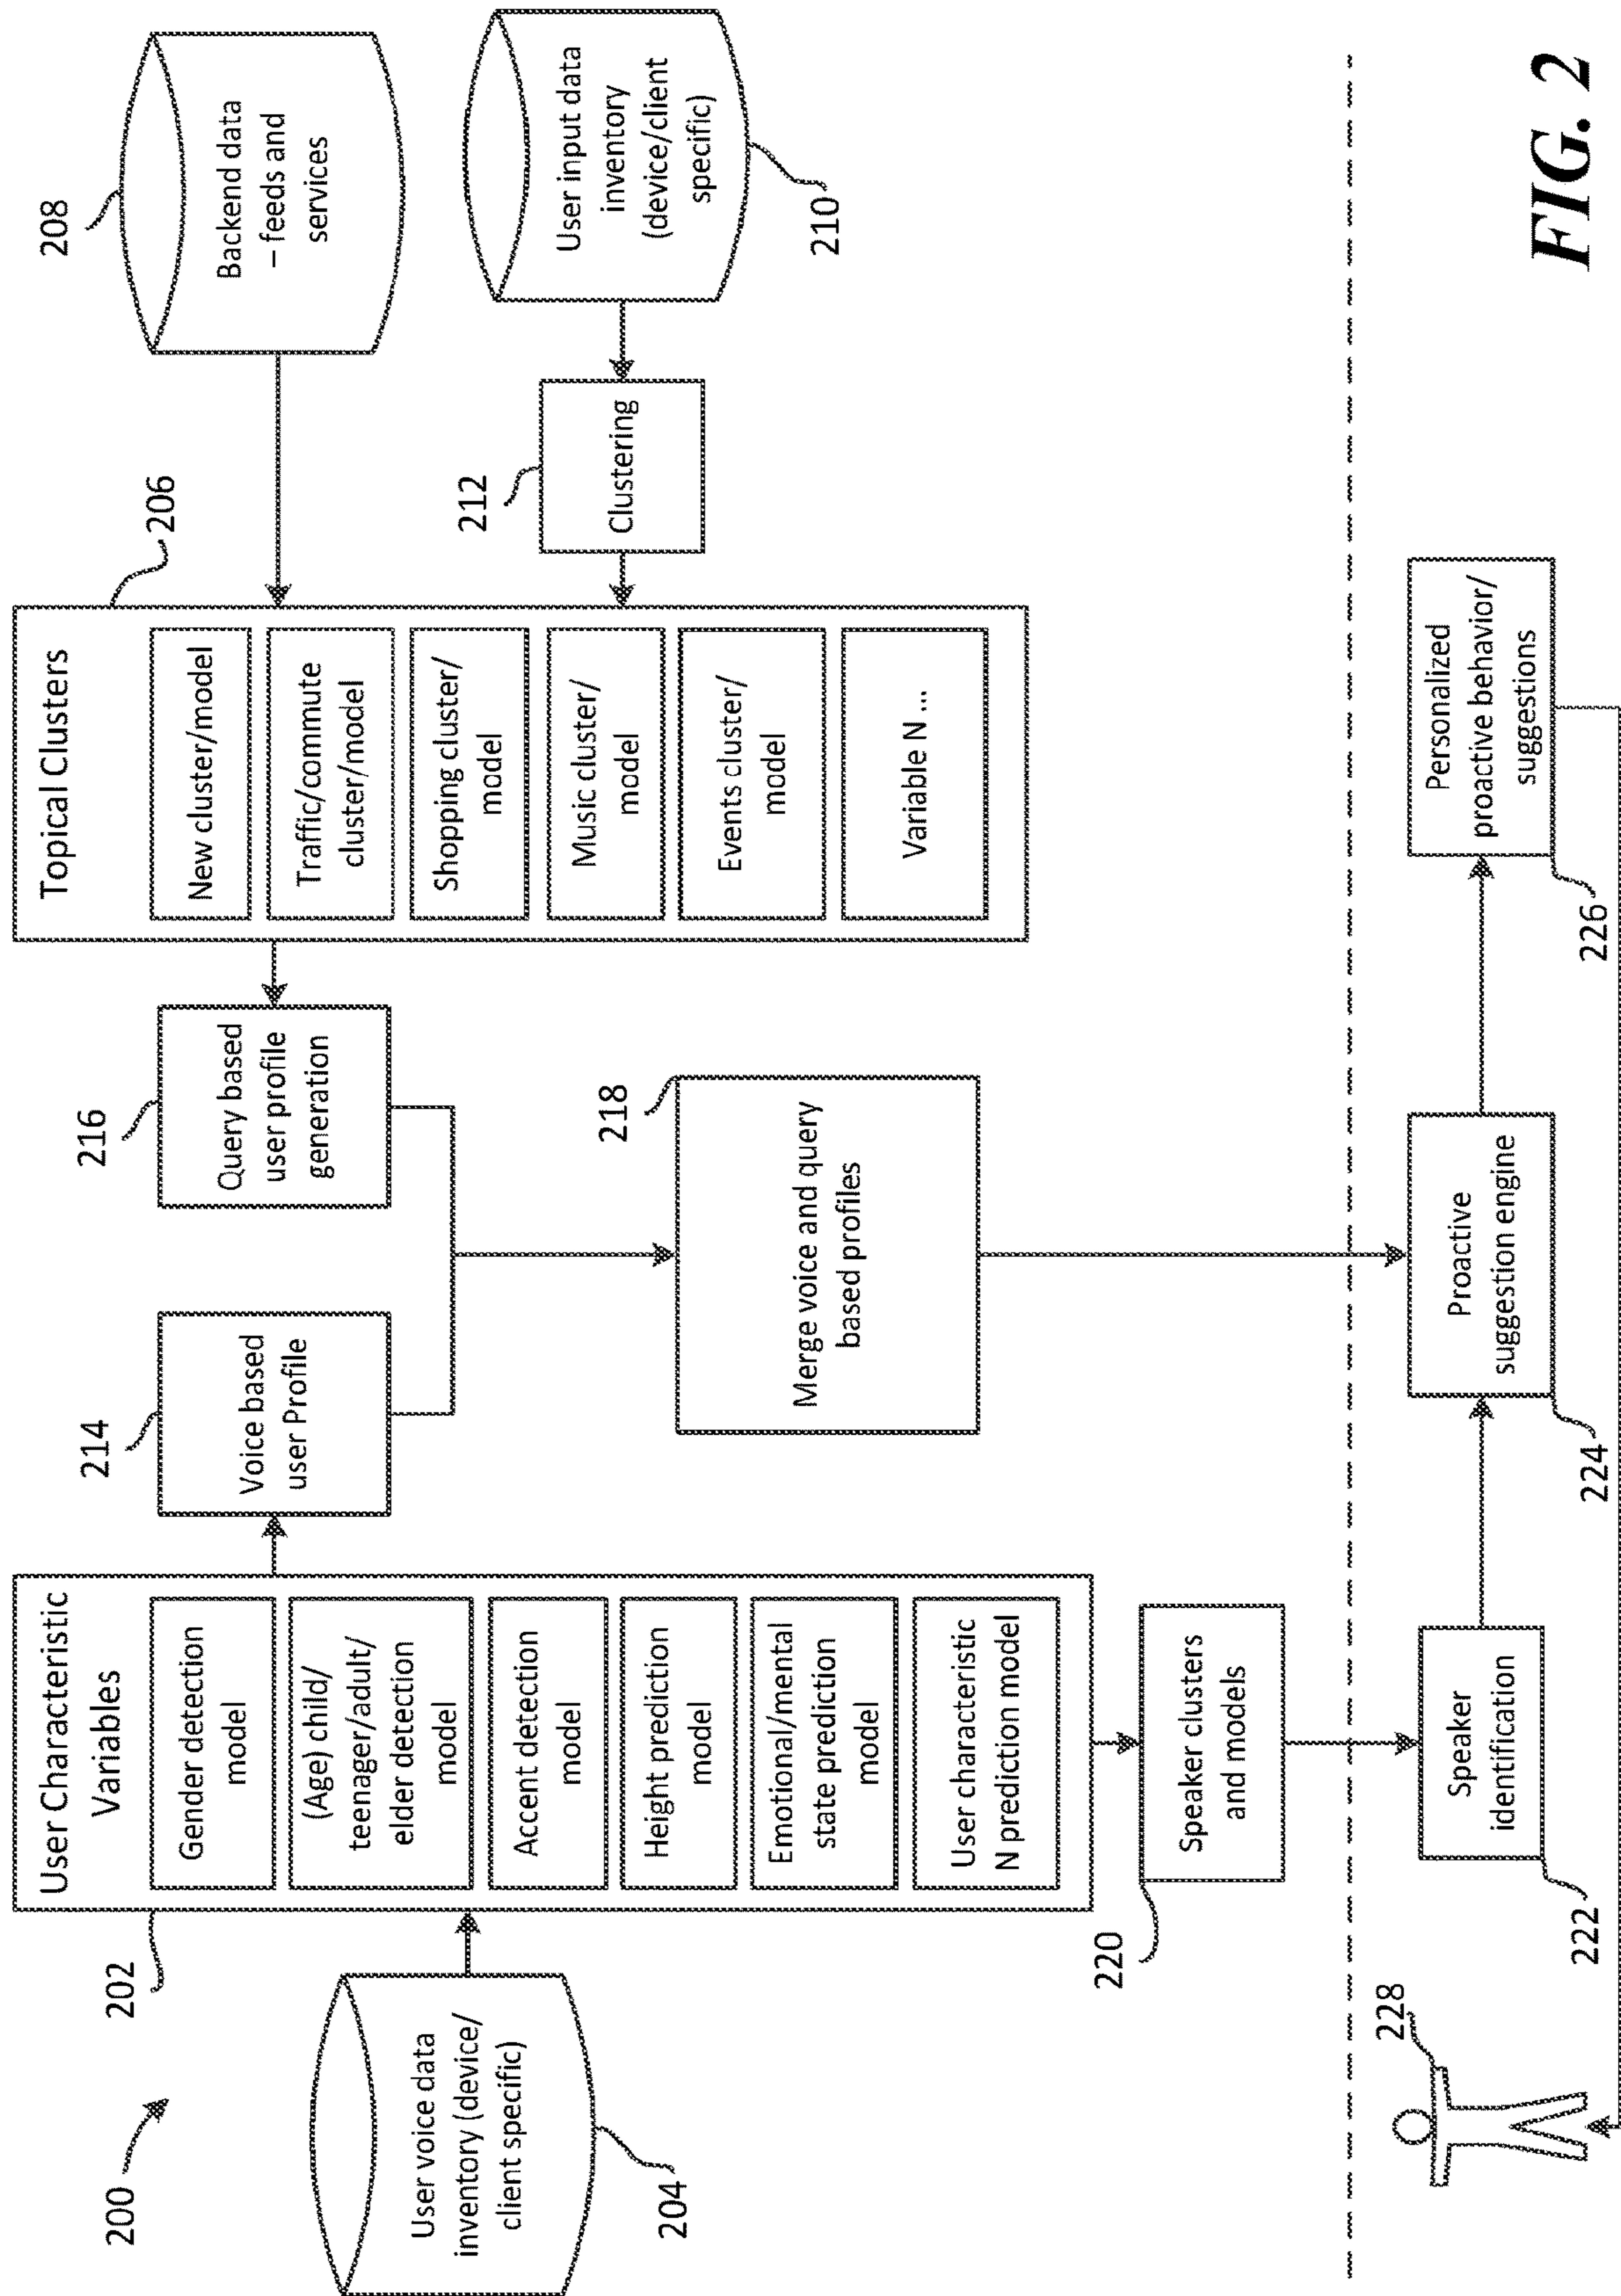 200
User voice data
inventory (device/
client specific)
204
202
User Characteristic
Variables
Gender detection
model
(Age) child/
teenager/adult/
elder detection
model
Accent detection
model
Height prediction
model
Emotional/mental
state prediction
model
User characteristic
N prediction model
214
Voice based
user Profile
216
Query based
user profile
generation
218
Merge voice and query
based profiles
206
Topical Clusters
New cluster/model
Traffic/commute
cluster/model
Shopping cluster/
model
Music cluster/
model
Events cluster/
model
Variable N ...
208
Backend data
– feeds and
services
212
Clustering
User input data
inventory
(device/client
specific)
210
220
Speaker clusters
and models
228
Speaker
identification
222
Proactive
suggestion engine
224
Personalized
proactive behavior/
suggestions
226
FIG. 2